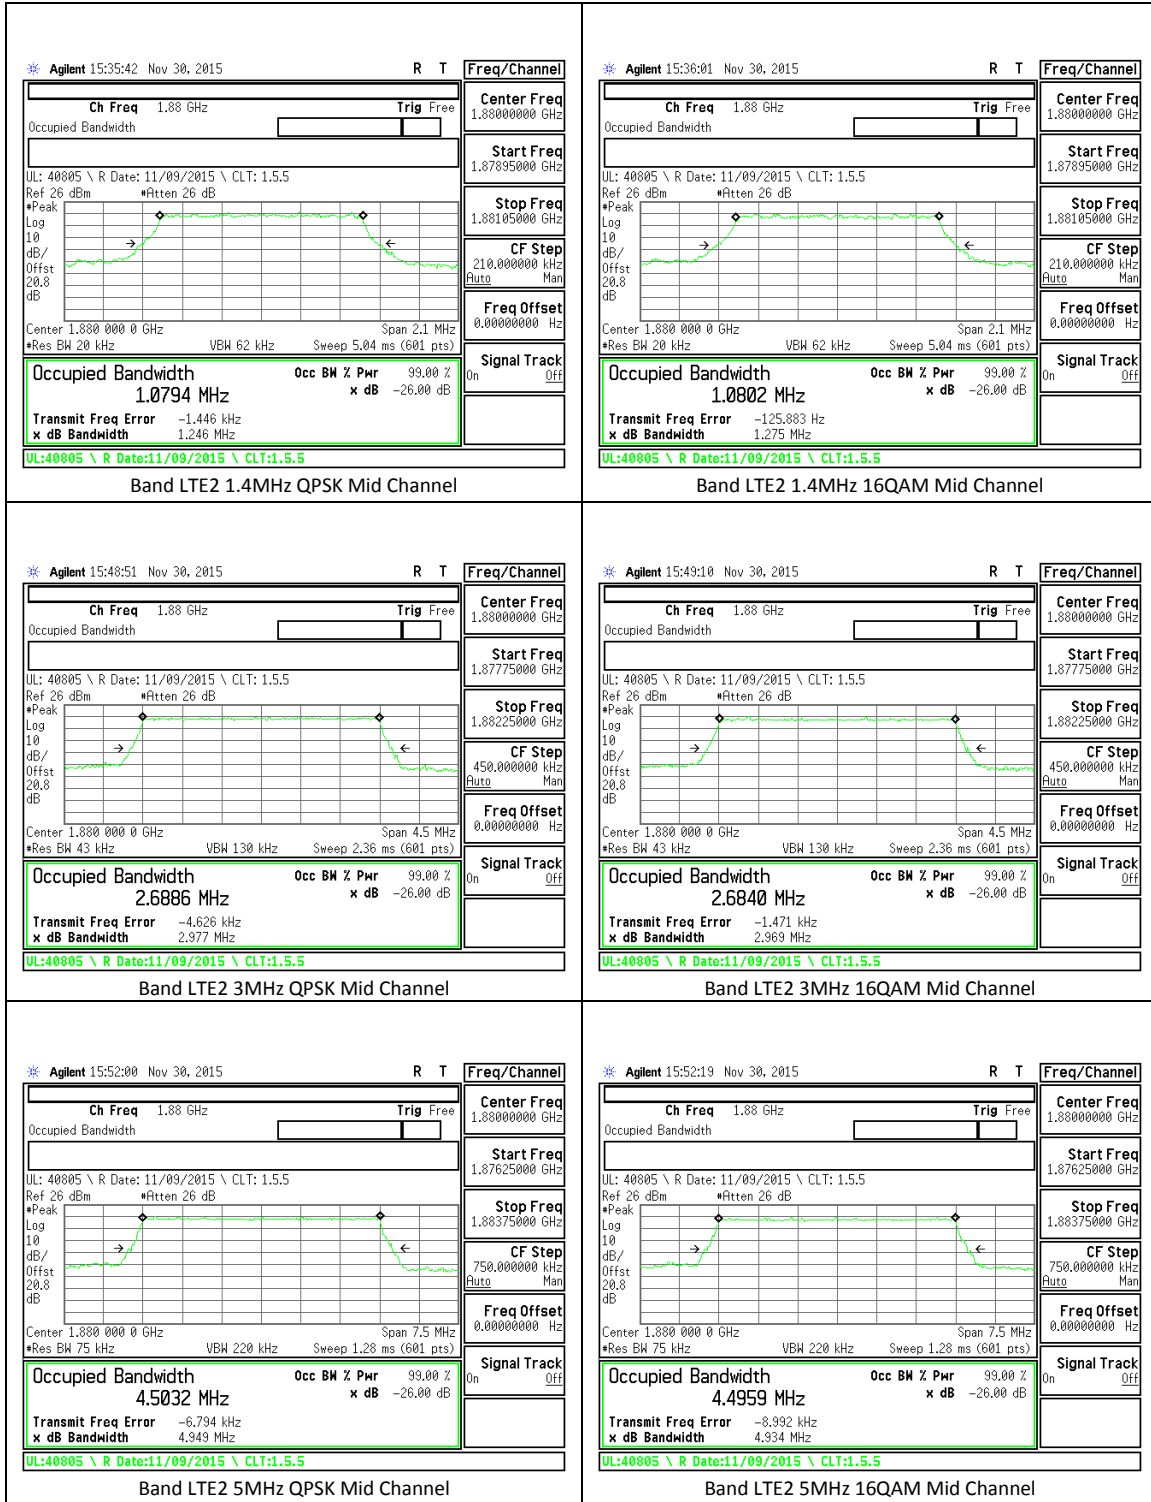 Agilent 15:35:42 Nov 30, 2015 R T Freq/Channel
Ch Freq 1.88 GHz Trig Free
Occupied Bandwidth
Center Freq
1.88000000 GHz
Start Freq
1.87895000 GHz
Stop Freq
1.88105000 GHz
CF Step
210.000000 kHz
Auto Man
Freq Offset
0.00000000 Hz
Signal Track
On Off
UL: 40805 \ R Date: 11/09/2015 \ CLT: 1.5.5
Ref 26 dBm #Atten 26 dB
#Peak
Log
10
dB/
Offst
20.8
dB
Center 1.880 000 0 GHz Span 2.1 MHz
#Res BW 20 kHz VBW 62 kHz Sweep 5.04 ms (601 pts)
Occupied Bandwidth Occ BW % Pwr 99.00 %
1.0794 MHz x dB -26.00 dB
Transmit Freq Error -1.446 kHz
x dB Bandwidth 1.246 MHz
UL:40805 \ R Date:11/09/2015 \ CLT:1.5.5
Band LTE2 1.4MHz QPSK Mid Channel
Agilent 15:36:01 Nov 30, 2015 R T Freq/Channel
Ch Freq 1.88 GHz Trig Free
Occupied Bandwidth
Center Freq
1.88000000 GHz
Start Freq
1.87895000 GHz
Stop Freq
1.88105000 GHz
CF Step
210.000000 kHz
Auto Man
Freq Offset
0.00000000 Hz
Signal Track
On Off
UL: 40805 \ R Date: 11/09/2015 \ CLT: 1.5.5
Ref 26 dBm #Atten 26 dB
#Peak
Log
10
dB/
Offst
20.8
dB
Center 1.880 000 0 GHz Span 2.1 MHz
#Res BW 20 kHz VBW 62 kHz Sweep 5.04 ms (601 pts)
Occupied Bandwidth Occ BW % Pwr 99.00 %
1.0802 MHz x dB -26.00 dB
Transmit Freq Error -125.883 Hz
x dB Bandwidth 1.275 MHz
UL:40805 \ R Date:11/09/2015 \ CLT:1.5.5
Band LTE2 1.4MHz 16QAM Mid Channel
Agilent 15:48:51 Nov 30, 2015 R T Freq/Channel
Ch Freq 1.88 GHz Trig Free
Occupied Bandwidth
Center Freq
1.88000000 GHz
Start Freq
1.87775000 GHz
Stop Freq
1.88225000 GHz
CF Step
450.000000 kHz
Auto Man
Freq Offset
0.00000000 Hz
Signal Track
On Off
UL: 40805 \ R Date: 11/09/2015 \ CLT: 1.5.5
Ref 26 dBm #Atten 26 dB
#Peak
Log
10
dB/
Offst
20.8
dB
Center 1.880 000 0 GHz Span 4.5 MHz
#Res BW 43 kHz VBW 130 kHz Sweep 2.36 ms (601 pts)
Occupied Bandwidth Occ BW % Pwr 99.00 %
2.6886 MHz x dB -26.00 dB
Transmit Freq Error -4.626 kHz
x dB Bandwidth 2.977 MHz
UL:40805 \ R Date:11/09/2015 \ CLT:1.5.5
Band LTE2 3MHz QPSK Mid Channel
Agilent 15:49:10 Nov 30, 2015 R T Freq/Channel
Ch Freq 1.88 GHz Trig Free
Occupied Bandwidth
Center Freq
1.88000000 GHz
Start Freq
1.87775000 GHz
Stop Freq
1.88225000 GHz
CF Step
450.000000 kHz
Auto Man
Freq Offset
0.00000000 Hz
Signal Track
On Off
UL: 40805 \ R Date: 11/09/2015 \ CLT: 1.5.5
Ref 26 dBm #Atten 26 dB
#Peak
Log
10
dB/
Offst
20.8
dB
Center 1.880 000 0 GHz Span 4.5 MHz
#Res BW 43 kHz VBW 130 kHz Sweep 2.36 ms (601 pts)
Occupied Bandwidth Occ BW % Pwr 99.00 %
2.6840 MHz x dB -26.00 dB
Transmit Freq Error -1.471 kHz
x dB Bandwidth 2.969 MHz
UL:40805 \ R Date:11/09/2015 \ CLT:1.5.5
Band LTE2 3MHz 16QAM Mid Channel
Agilent 15:52:00 Nov 30, 2015 R T Freq/Channel
Ch Freq 1.88 GHz Trig Free
Occupied Bandwidth
Center Freq
1.88000000 GHz
Start Freq
1.87625000 GHz
Stop Freq
1.88375000 GHz
CF Step
750.000000 kHz
Auto Man
Freq Offset
0.00000000 Hz
Signal Track
On Off
UL: 40805 \ R Date: 11/09/2015 \ CLT: 1.5.5
Ref 26 dBm #Atten 26 dB
#Peak
Log
10
dB/
Offst
20.8
dB
Center 1.880 000 0 GHz Span 7.5 MHz
#Res BW 75 kHz VBW 220 kHz Sweep 1.28 ms (601 pts)
Occupied Bandwidth Occ BW % Pwr 99.00 %
4.5032 MHz x dB -26.00 dB
Transmit Freq Error -6.794 kHz
x dB Bandwidth 4.949 MHz
UL:40805 \ R Date:11/09/2015 \ CLT:1.5.5
Band LTE2 5MHz QPSK Mid Channel
Agilent 15:52:19 Nov 30, 2015 R T Freq/Channel
Ch Freq 1.88 GHz Trig Free
Occupied Bandwidth
Center Freq
1.88000000 GHz
Start Freq
1.87625000 GHz
Stop Freq
1.88375000 GHz
CF Step
750.000000 kHz
Auto Man
Freq Offset
0.00000000 Hz
Signal Track
On Off
UL: 40805 \ R Date: 11/09/2015 \ CLT: 1.5.5
Ref 26 dBm #Atten 26 dB
#Peak
Log
10
dB/
Offst
20.8
dB
Center 1.880 000 0 GHz Span 7.5 MHz
#Res BW 75 kHz VBW 220 kHz Sweep 1.28 ms (601 pts)
Occupied Bandwidth Occ BW % Pwr 99.00 %
4.4959 MHz x dB -26.00 dB
Transmit Freq Error -8.992 kHz
x dB Bandwidth 4.934 MHz
UL:40805 \ R Date:11/09/2015 \ CLT:1.5.5
Band LTE2 5MHz 16QAM Mid Channel